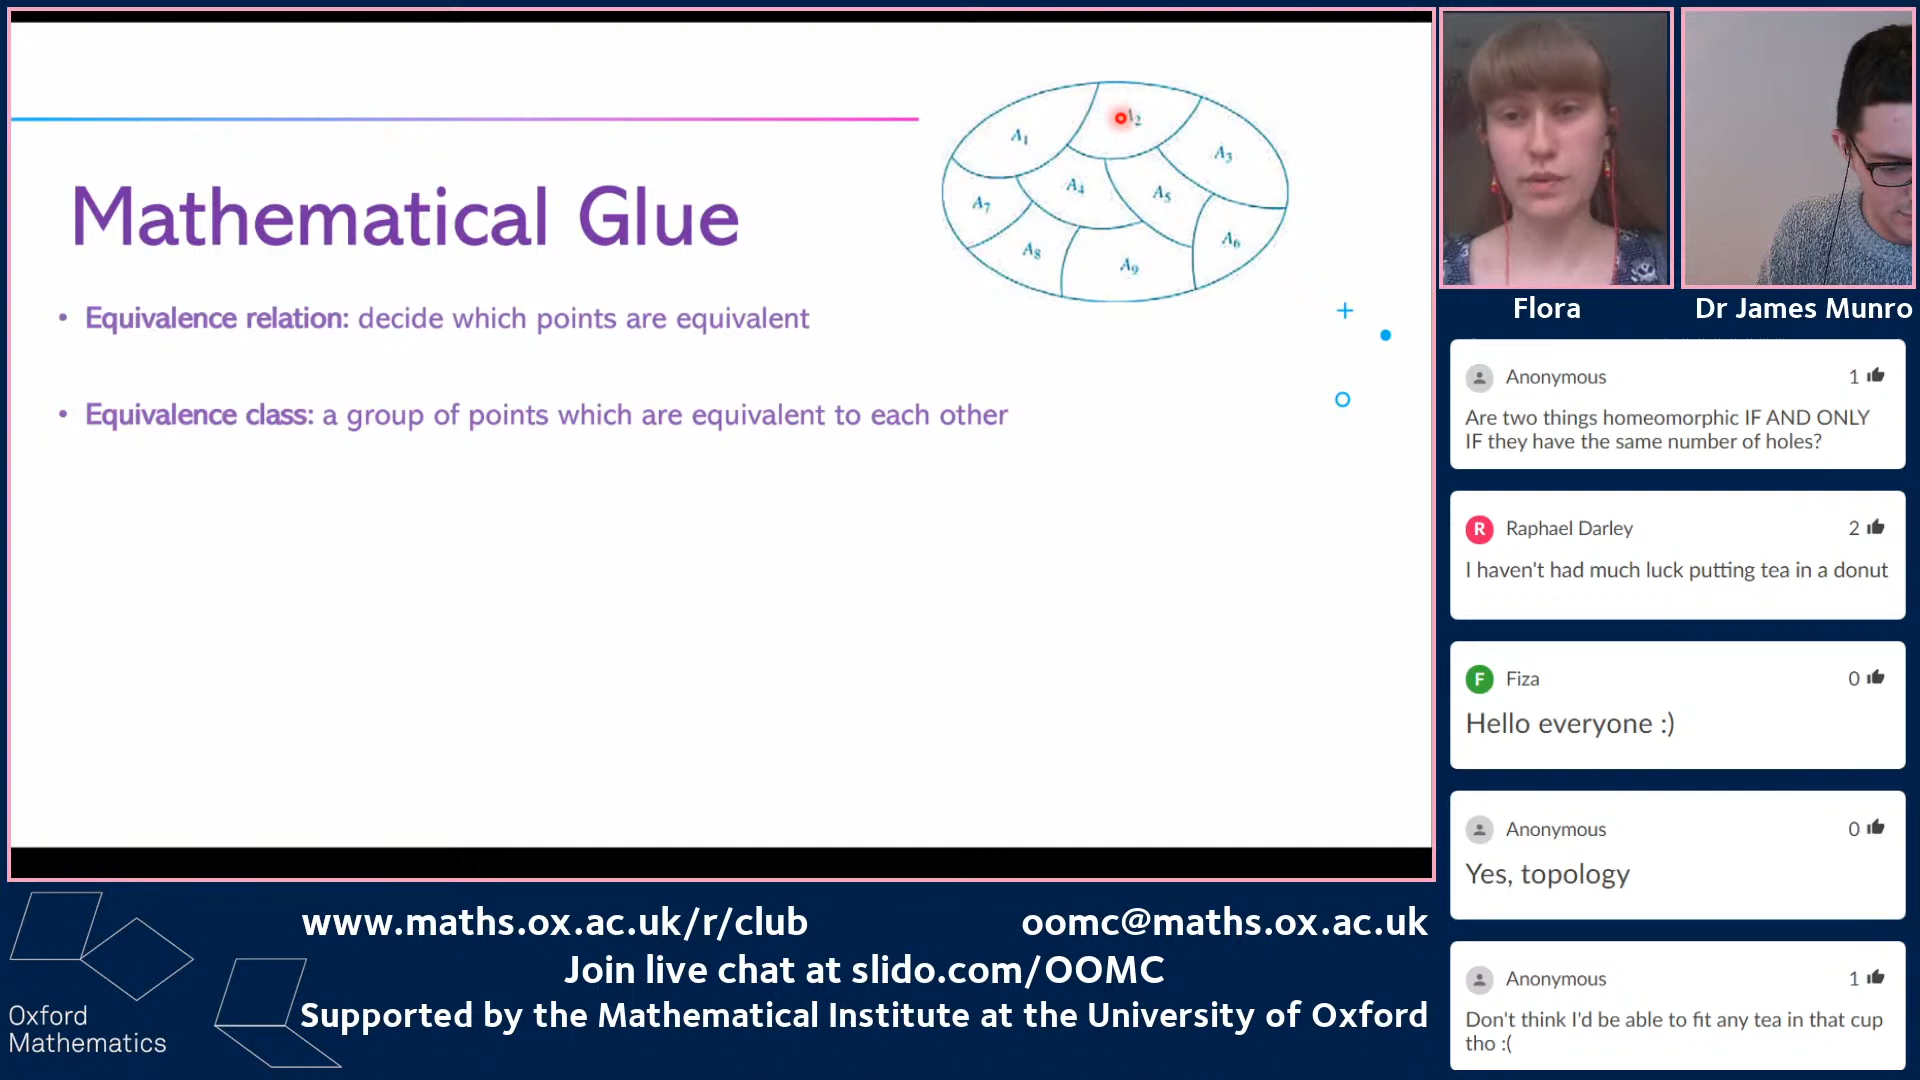 Mathematical Glue
• Equivalence relation: decide which points are equivalent
• Equivalence class: a group of points which are equivalent to each other
A1
A3
A4
A5
A7
A8
A9
A6
Flora
Dr James Munro
Anonymous
1
Are two things homeomorphic IF AND ONLY
IF they have the same number of holes?
R
Raphael Darley
2
I haven't had much luck putting tea in a donut
F
Fiza
0
Hello everyone :)
Anonymous
0
Yes, topology
Anonymous
1
Don't think I'd be able to fit any tea in that cup
tho :(
www.maths.ox.ac.uk/r/club
oomc@maths.ox.ac.uk
Join live chat at slido.com/OOMC
Supported by the Mathematical Institute at the University of Oxford
Oxford
Mathematics